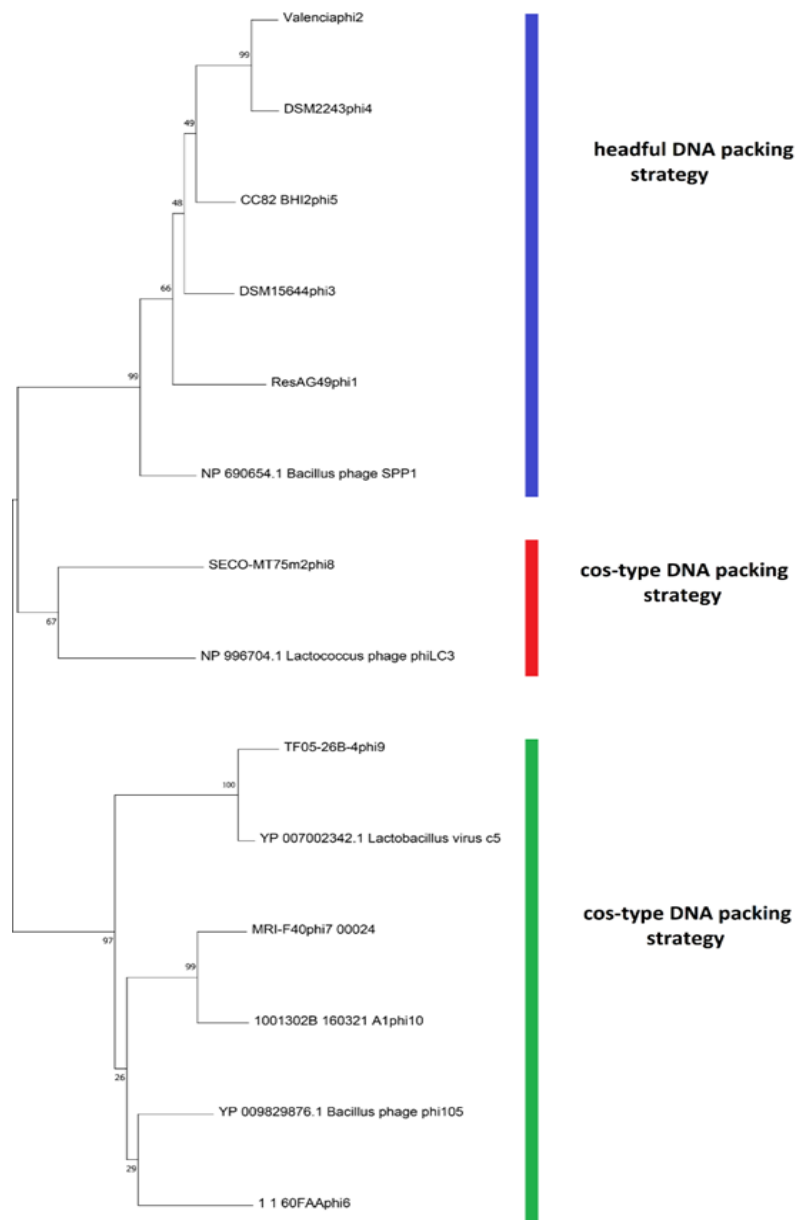 Valenciaphi2
99
DSM2243phi4
headful DNA packing
strategy
49
CC82 BHI2phi5
48
DSM15644phi3
66
ResAG49phi1
99
NP 690654.1 Bacillus phage SPP1
SECO-MT75m2phi8
cos-type DNA packing
strategy
67
NP 996704.1 Lactococcus phage phiLC3
TF05-26B-4phi9
100
YP 007002342.1 Lactobacillus virus c5
MRI-F40phi7 00024
cos-type DNA packing
strategy
97
99
1001302B 160321 A1phi10
26
YP 009829876.1 Bacillus phage phi105
29
1 1 60FAAphi6